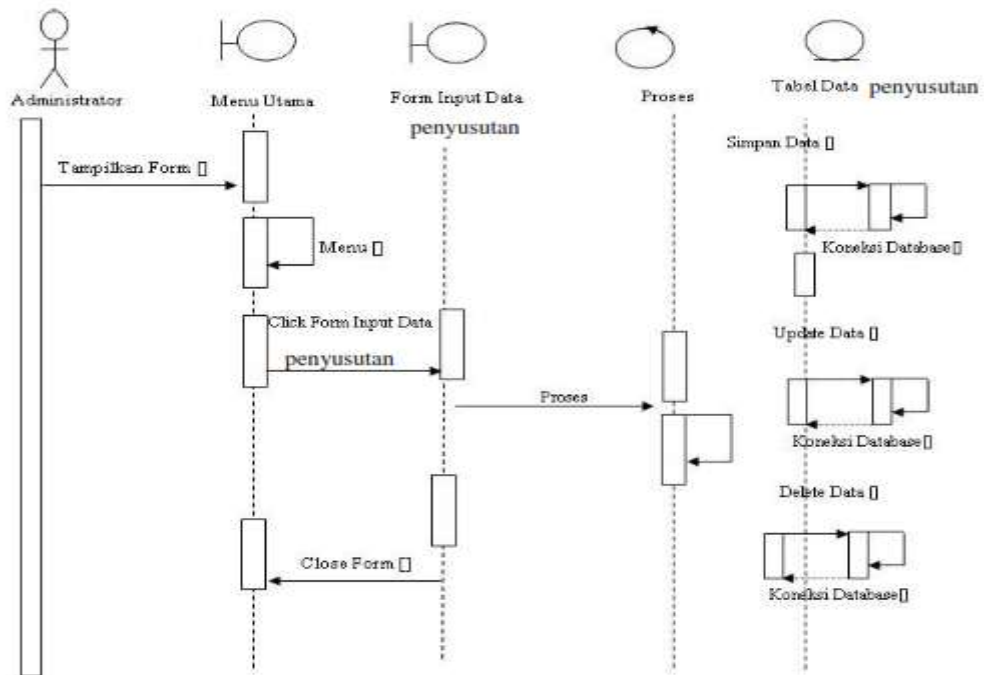 Administrator
Menu Utama
Form Input Data
penyusutan
Proses
Tabel Data penyusutan
Simpan Data []
Tampilkan Form []
Menu []
Koneksi Database[]
Click Form Input Data
penyusutan
Update Data []
Proses
Koneksi Database[]
Delete Data []
Close Form []
Koneksi Database[]